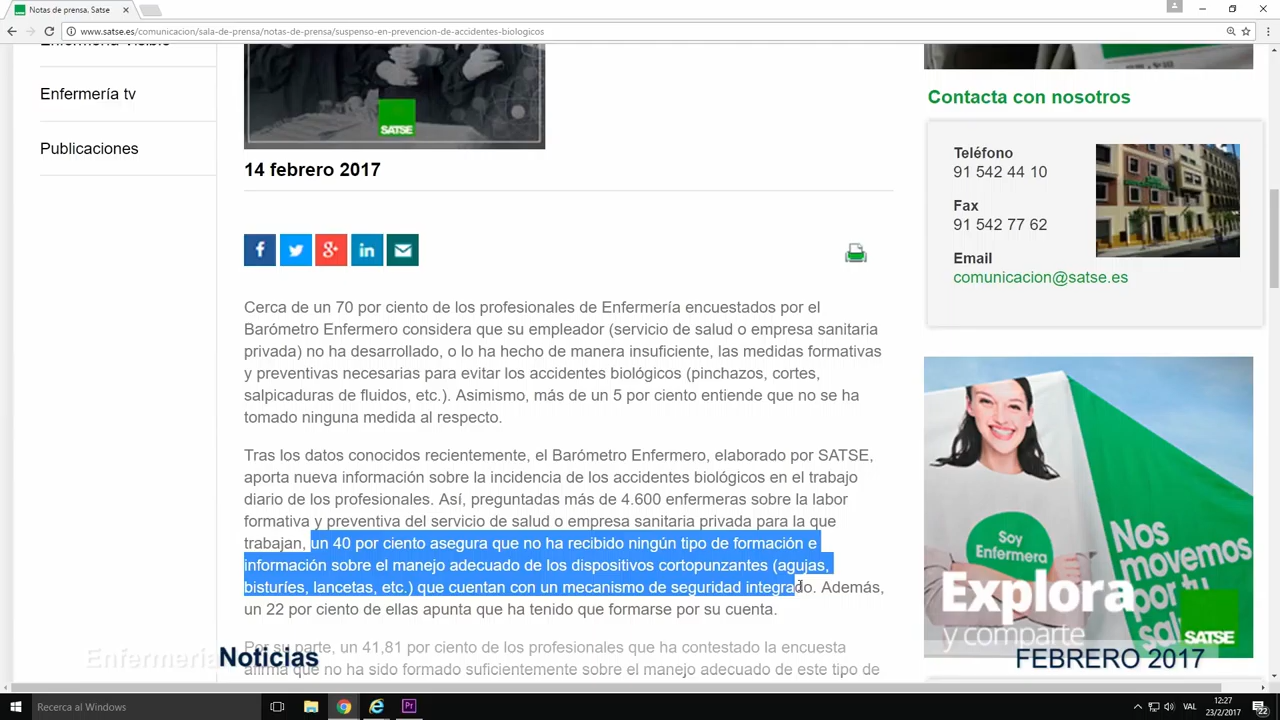 Notas de prensa. Satse
www.satse.es/comunicacion/sala-de-prensa/notas-de-prensa/suspenso-en-prevencion-de-accidentes-biologicos
Enfermería visible
Enfermería tv
Publicaciones
SATSE
14 febrero 2017
Cerca de un 70 por ciento de los profesionales de Enfermería encuestados por el
Barómetro Enfermero considera que su empleador (servicio de salud o empresa sanitaria
privada) no ha desarrollado, o lo ha hecho de manera insuficiente, las medidas formativas
y preventivas necesarias para evitar los accidentes biológicos (pinchazos, cortes,
salpicaduras de fluidos, etc.). Asimismo, más de un 5 por ciento entiende que no se ha
tomado ninguna medida al respecto.
Tras los datos conocidos recientemente, el Barómetro Enfermero, elaborado por SATSE,
aporta nueva información sobre la incidencia de los accidentes biológicos en el trabajo
diario de los profesionales. Así, preguntadas más de 4.600 enfermeras sobre la labor
formativa y preventiva del servicio de salud o empresa sanitaria privada para la que
trabajan, un 40 por ciento asegura que no ha recibido ningún tipo de formación e
información sobre el manejo adecuado de los dispositivos cortopunzantes (agujas,
bisturíes, lancetas, etc.) que cuentan con un mecanismo de seguridad integrado. Además,
un 22 por ciento de ellas apunta que ha tenido que formarse por su cuenta.
Por su parte, un 41,81 por ciento de los profesionales que ha contestado la encuesta
afirma que no ha sido formado suficientemente sobre el manejo adecuado de este tipo de
Contacta con nosotros
Teléfono
91 542 44 10
Fax
91 542 77 62
Email
comunicacion@satse.es
Soy
Enfermera
Nos
movemos
por tu
salud
Explora
y comparte
SATSE
Enfermería Noticias
FEBRERO 2017
Recerca al Windows
VAL
12:27
23/2/2017
22